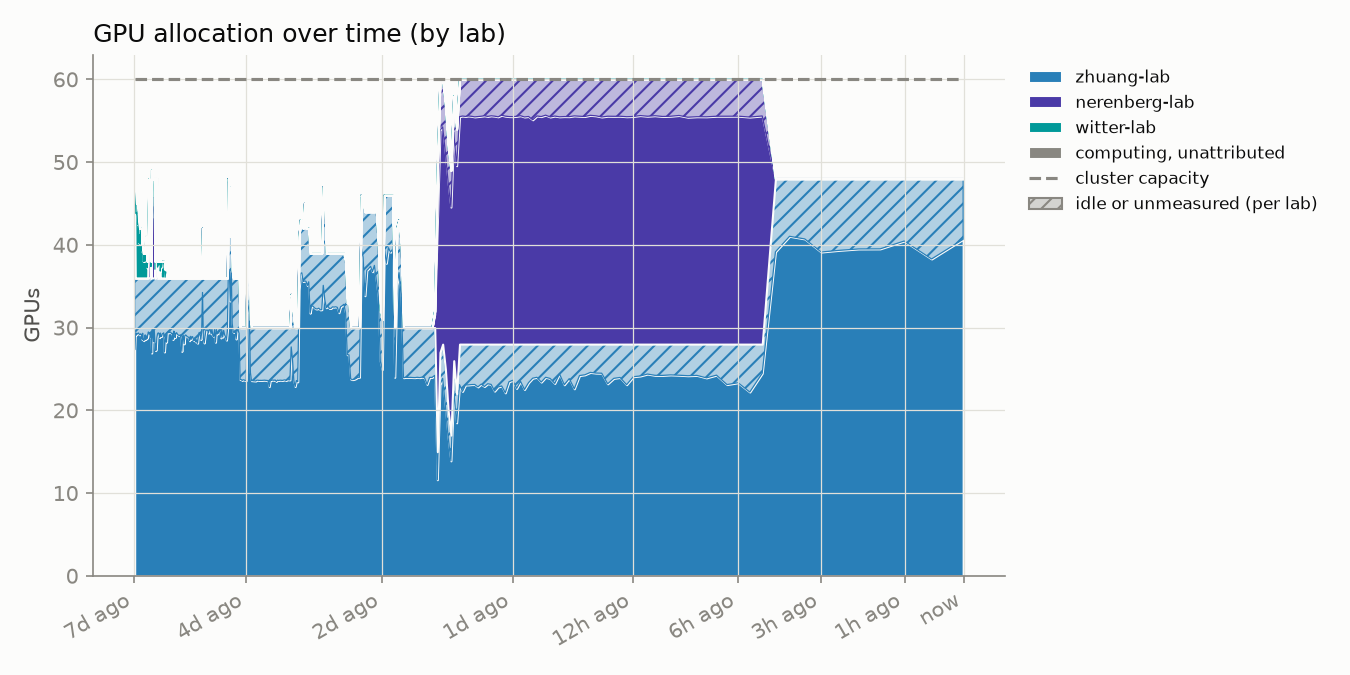 GPU allocation over time (by lab)
60
50
40
30
20
10
0
GPUs
7d ago
4d ago
2d ago
1d ago
12h ago
6h ago
3h ago
1h ago
now
zhuang-lab
nerenberg-lab
witter-lab
computing, unattributed
cluster capacity
idle or unmeasured (per lab)